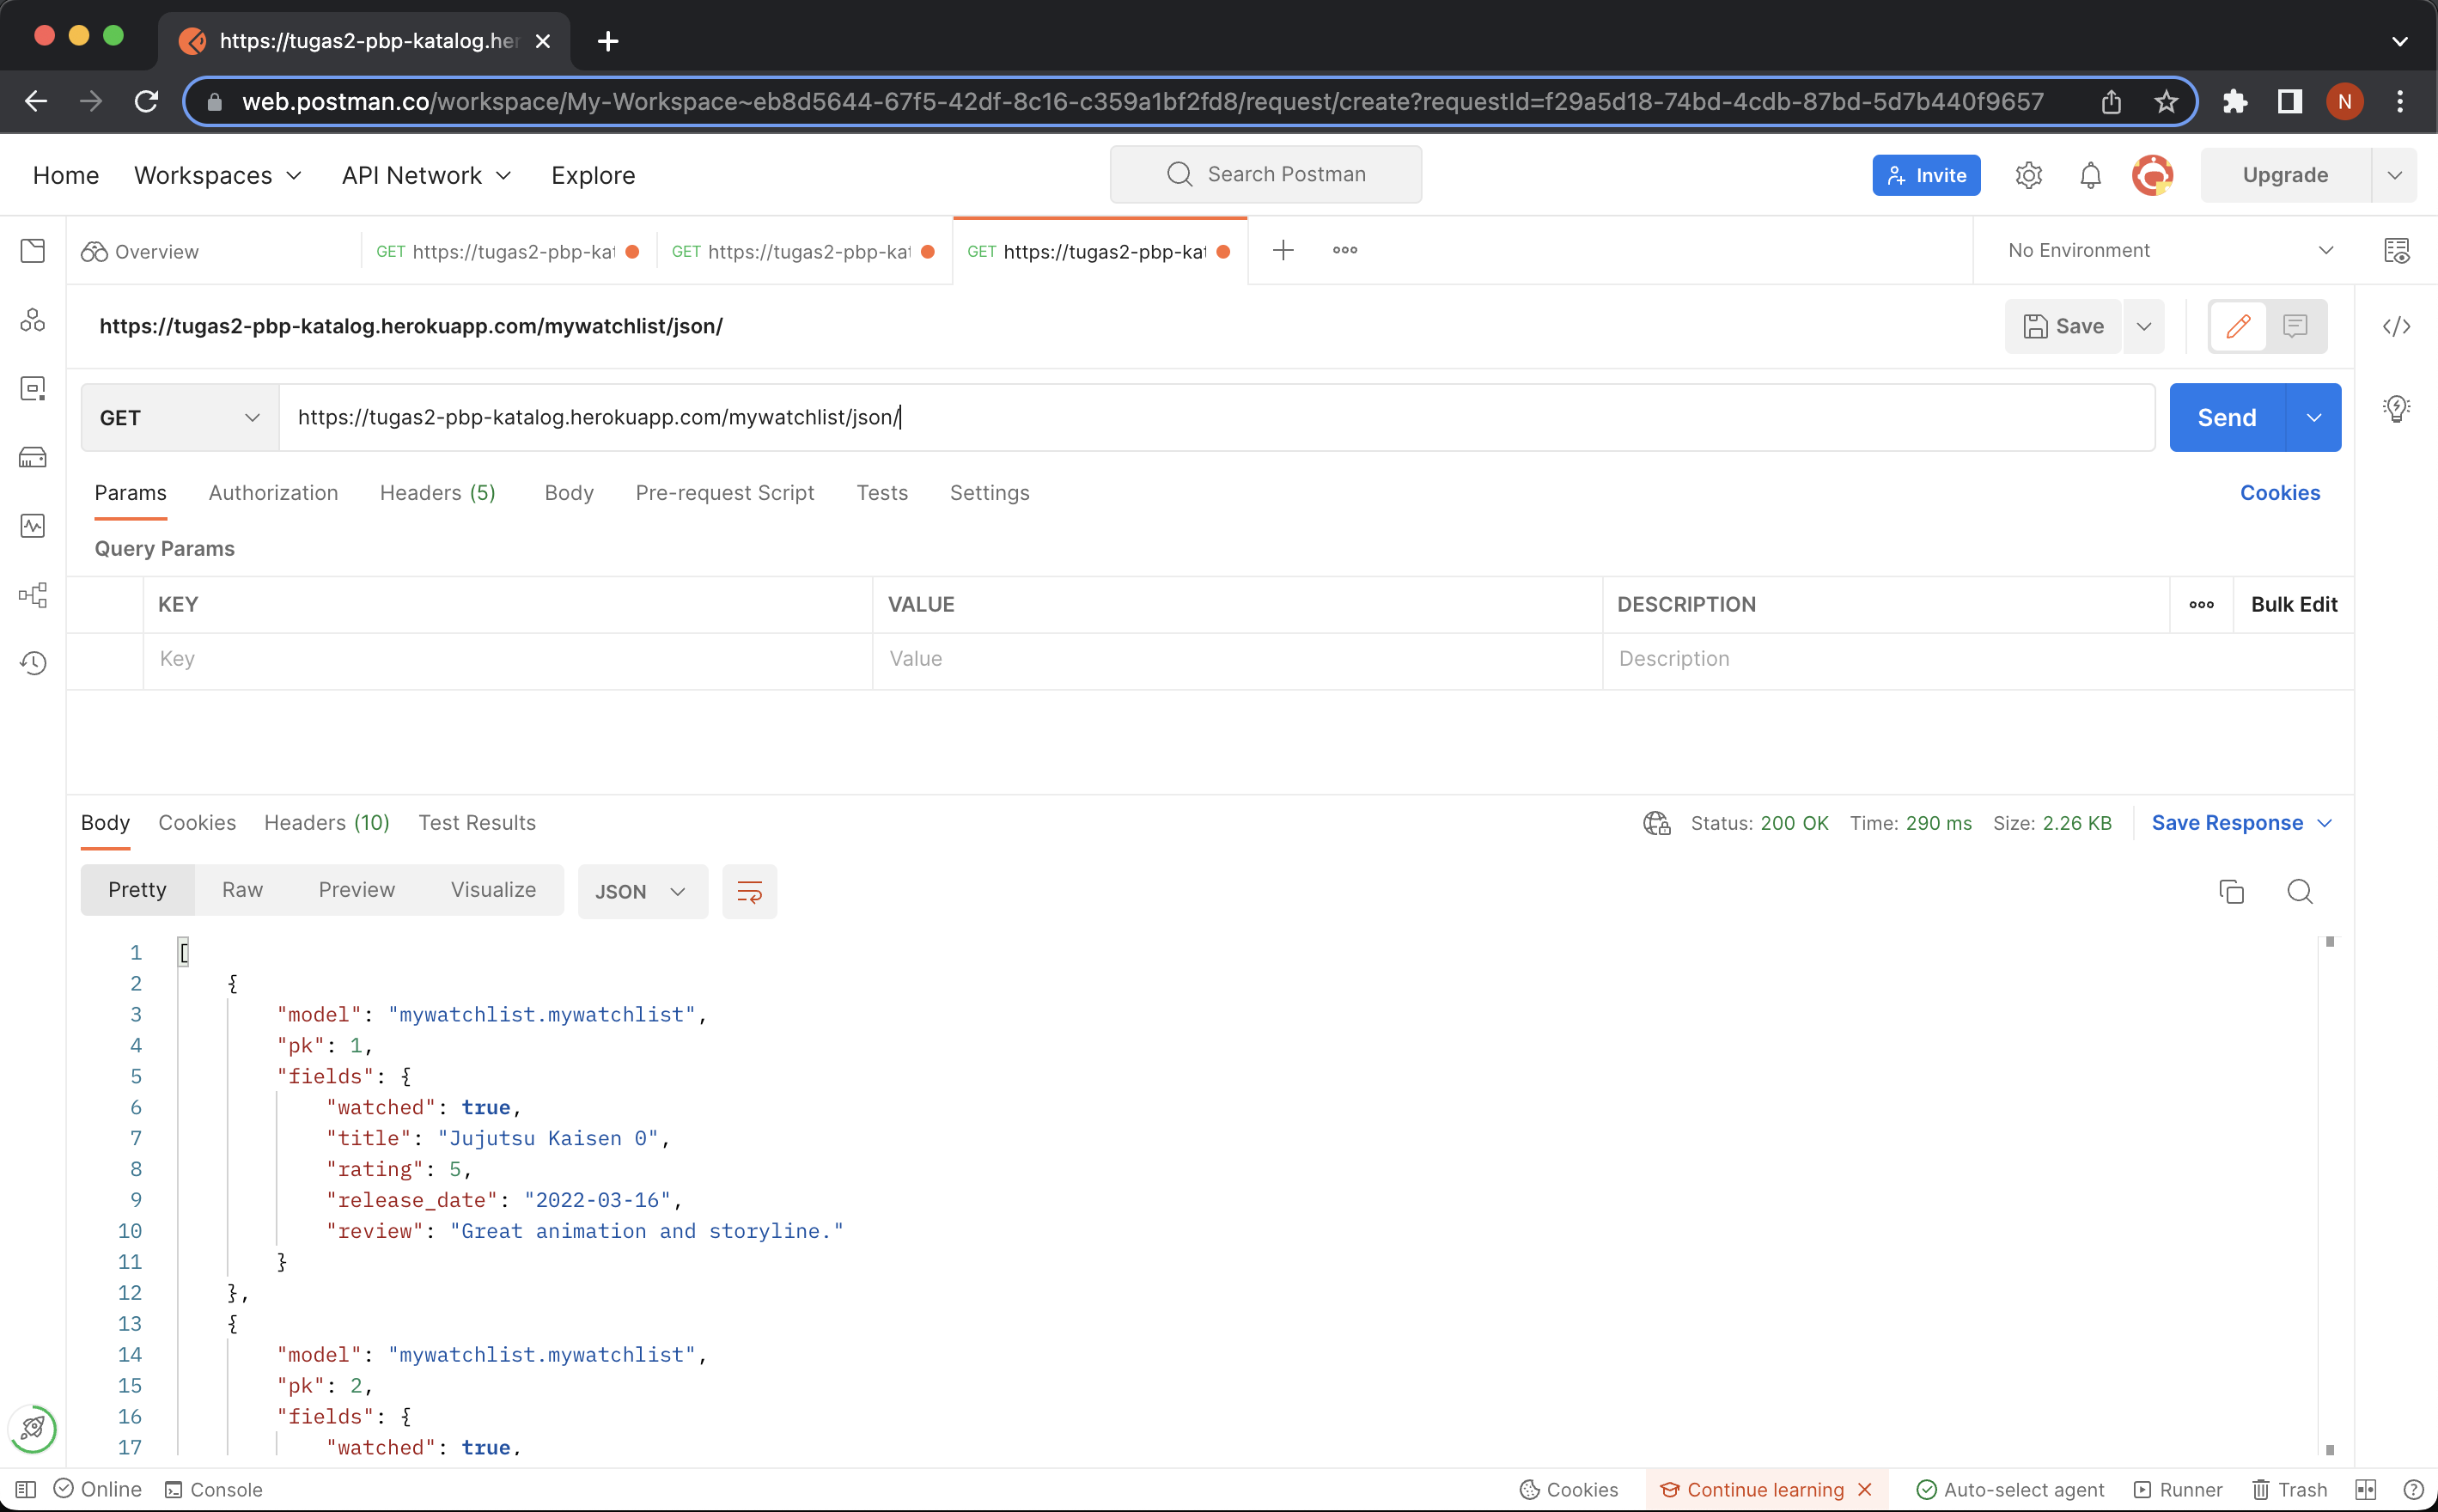 https://tugas2-pbp-katalog.her
web.postman.co/workspace/My-Workspace~eb8d5644-67f5-42df-8c16-c359a1bf2fd8/request/create?requestId=f29a5d18-74bd-4cdb-87bd-5d7b440f9657
N
Home Workspaces API Network Explore Search Postman Invite Upgrade
Overview GET https://tugas2-pbp-kat GET https://tugas2-pbp-kat GET https://tugas2-pbp-kat No Environment
https://tugas2-pbp-katalog.herokuapp.com/mywatchlist/json/ Save
GET https://tugas2-pbp-katalog.herokuapp.com/mywatchlist/json/ Send
Params Authorization Headers (5) Body Pre-request Script Tests Settings Cookies
Query Params
KEY VALUE DESCRIPTION Bulk Edit
Key Value Description
Body Cookies Headers (10) Test Results Status: 200 OK Time: 290 ms Size: 2.26 KB Save Response
Pretty Raw Preview Visualize JSON
1 [
2 {
3 "model": "mywatchlist.mywatchlist",
4 "pk": 1,
5 "fields": {
6 "watched": true,
7 "title": "Jujutsu Kaisen 0",
8 "rating": 5,
9 "release_date": "2022-03-16",
10 "review": "Great animation and storyline."
11 }
12 },
13 {
14 "model": "mywatchlist.mywatchlist",
15 "pk": 2,
16 "fields": {
17 "watched": true,
Online Console Cookies Continue learning Auto-select agent Runner Trash